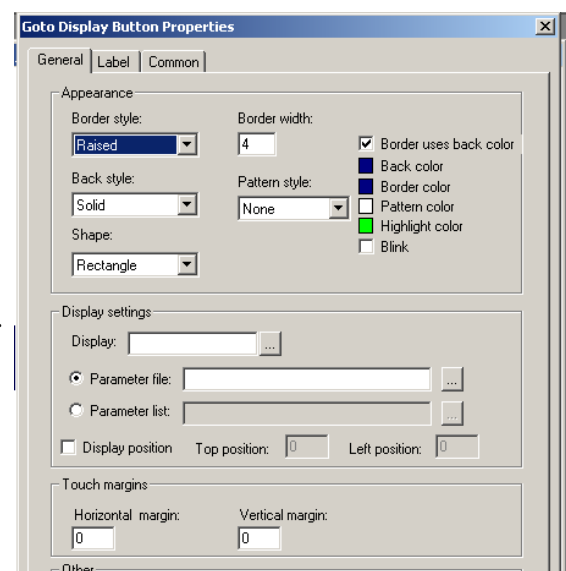 Goto Display Button Properties
General Label Common
Appearance
Border style: Border width:
Raised 4 Border uses back color
Back color
Back style: Pattern style: Border color
Solid None Pattern color
Highlight color
Shape: Blink
Rectangle
Display settings
Display: ...
Parameter file: ...
Parameter list: ...
Display position Top position: 0 Left position: 0
Touch margins
Horizontal margin: Vertical margin:
0 0
Other